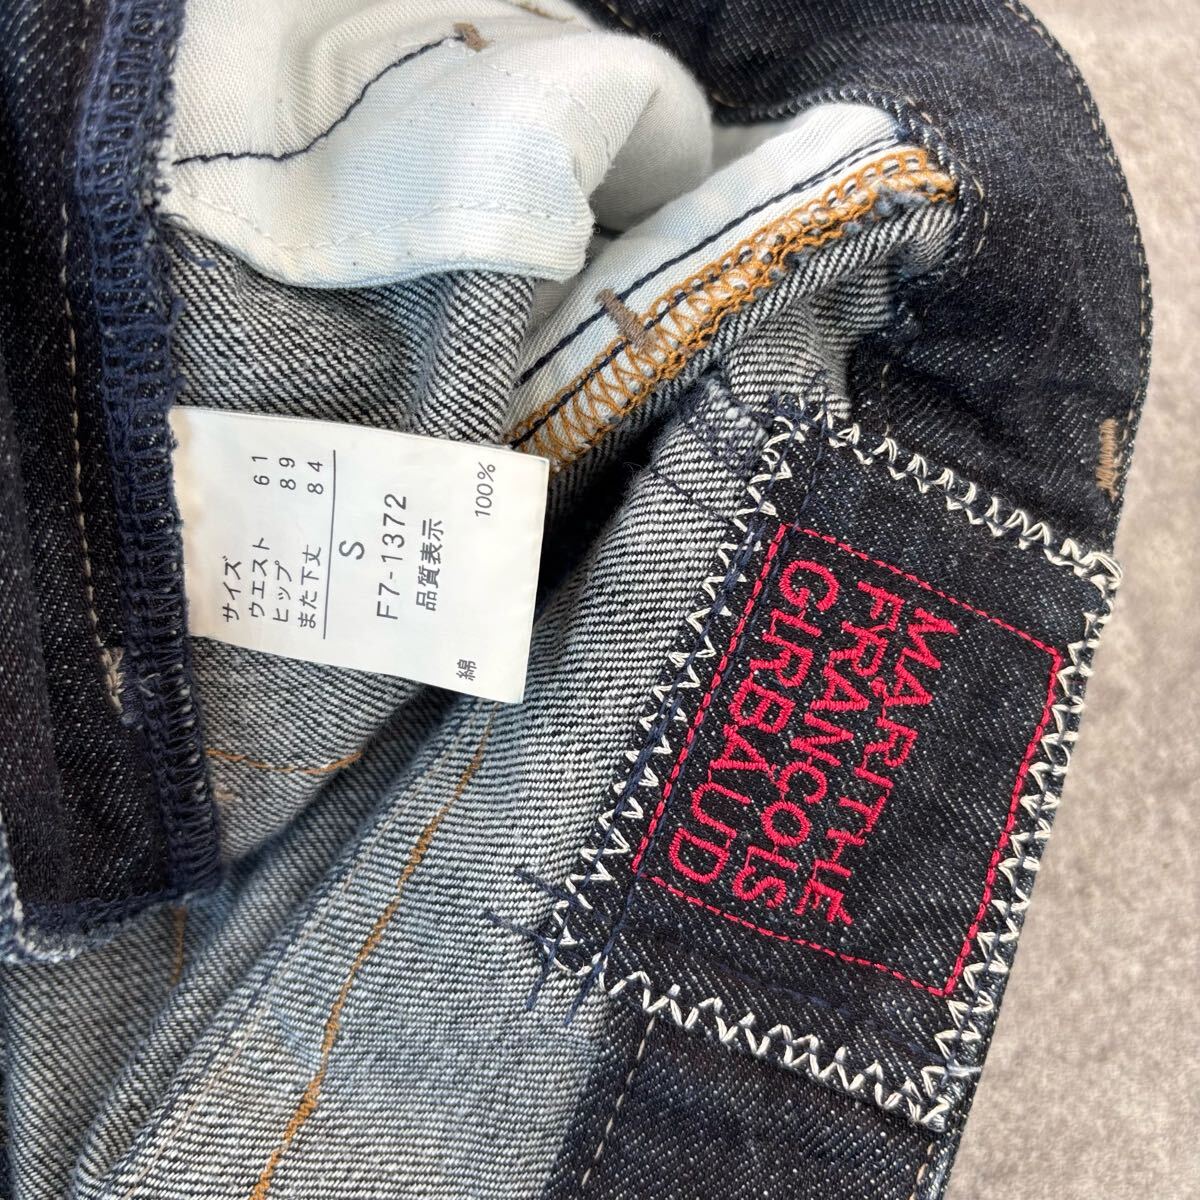 サイズ
ウエスト 61
ヒップ 89
また下丈 84
S
F7-1372
品質表示
綿 100%
MARITHÉ
FRANCOIS
GIRBAUD